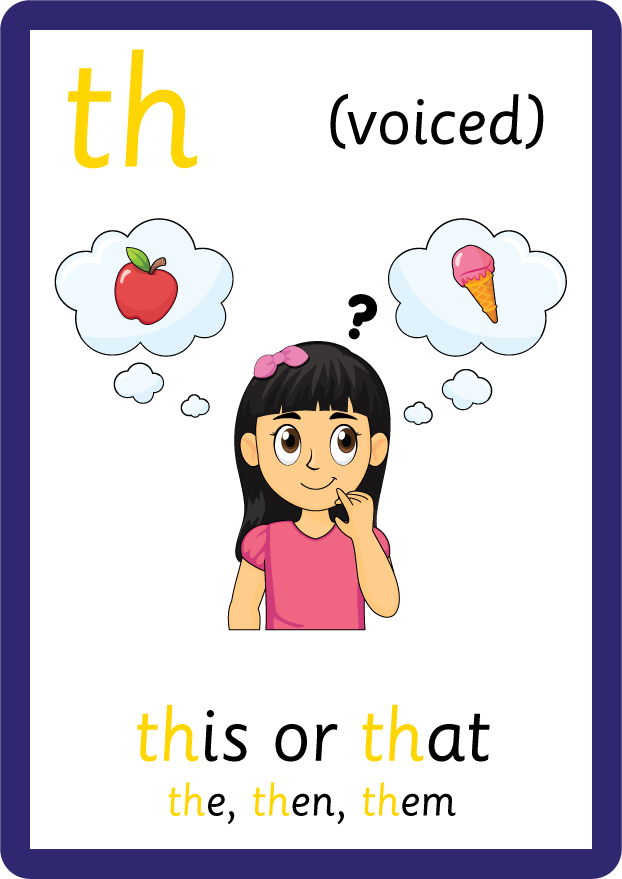 th
(voiced)
?
this or that
the, then, them